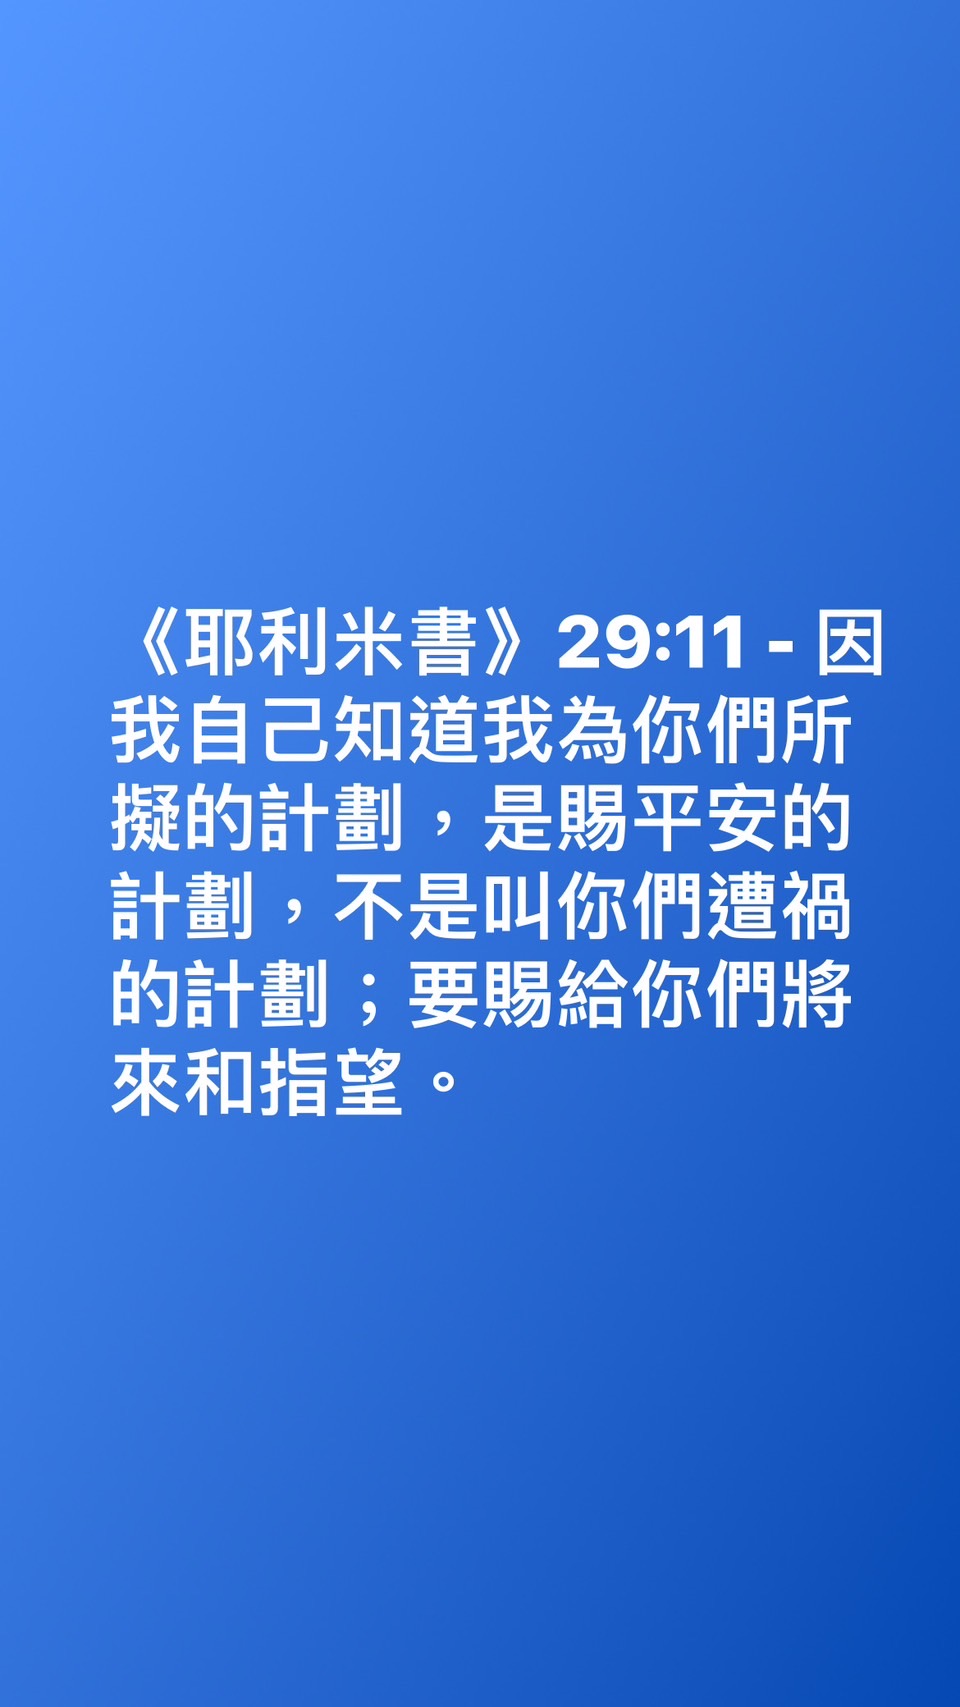 《耶利米書》29:11 - 因
我自己知道我為你們所
擬的計劃，是賜平安的
計劃，不是叫你們遭禍
的計劃；要賜給你們將
來和指望。